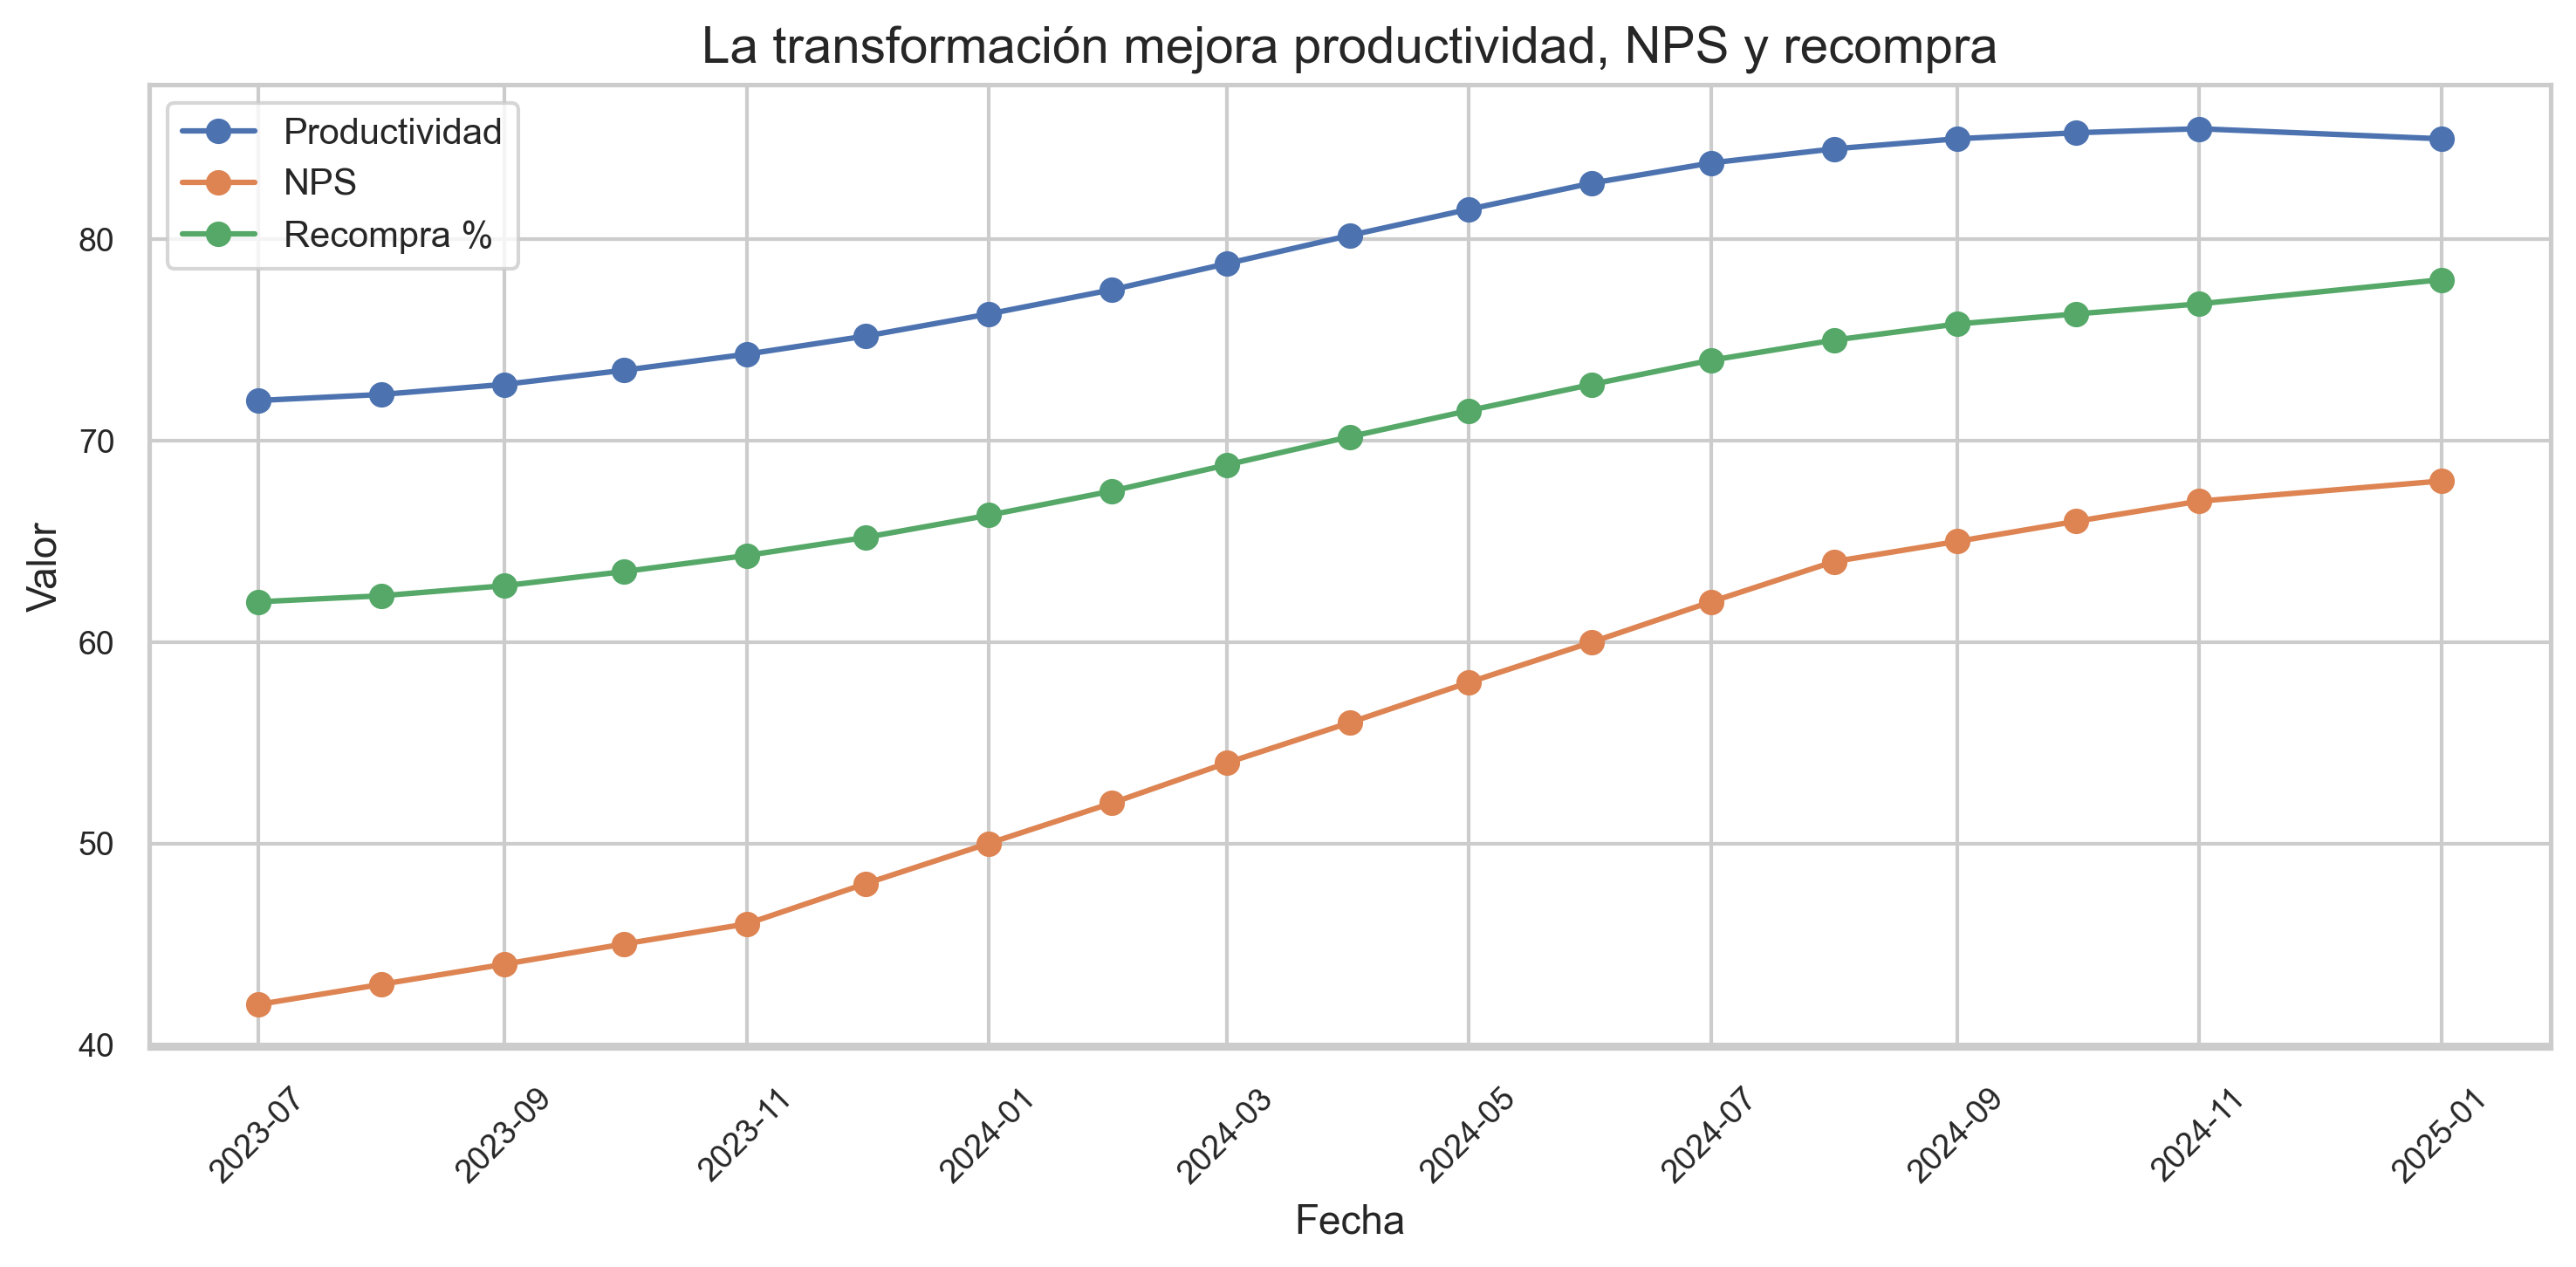 La transformación mejora productividad, NPS y recompra
Productividad
NPS
Recompra %
Valor
80
70
60
50
40
2023-07
2023-09
2023-11
2024-01
2024-03
2024-05
2024-07
2024-09
2024-11
2025-01
Fecha